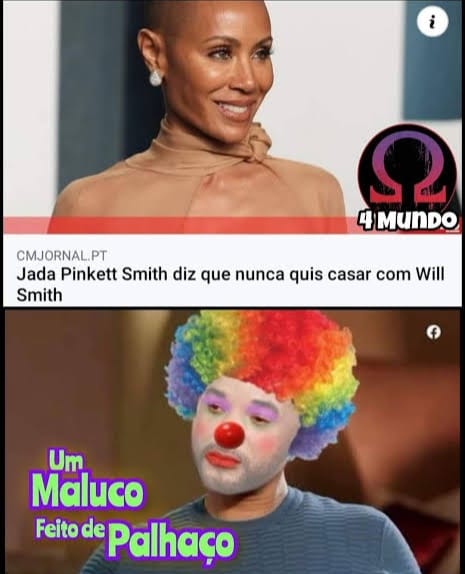 Ω
4 MUNDO
CMJORNAL.PT
Jada Pinkett Smith diz que nunca quis casar com Will
Smith
Um
Maluco
Feito de
Palhaço